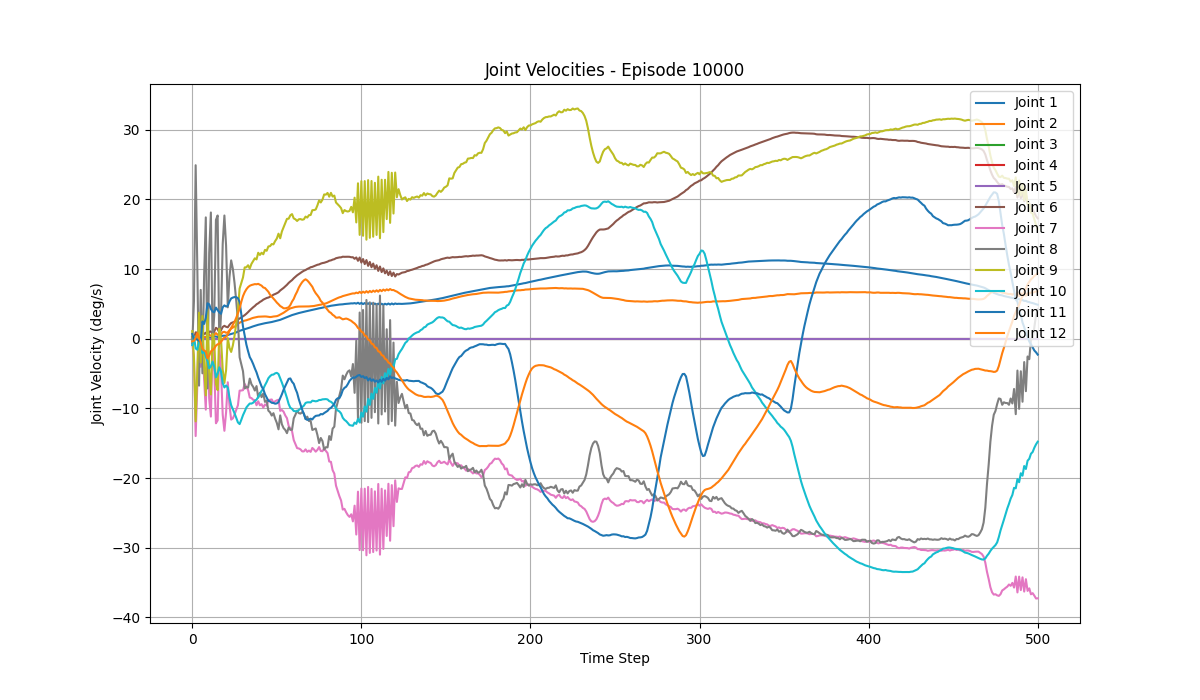 Joint Velocities - Episode 10000
Joint Velocity (deg/s)
30
20
10
0
−10
−20
−30
−40
0
100
200
300
400
500
Time Step
Joint 1
Joint 2
Joint 3
Joint 4
Joint 5
Joint 6
Joint 7
Joint 8
Joint 9
Joint 10
Joint 11
Joint 12